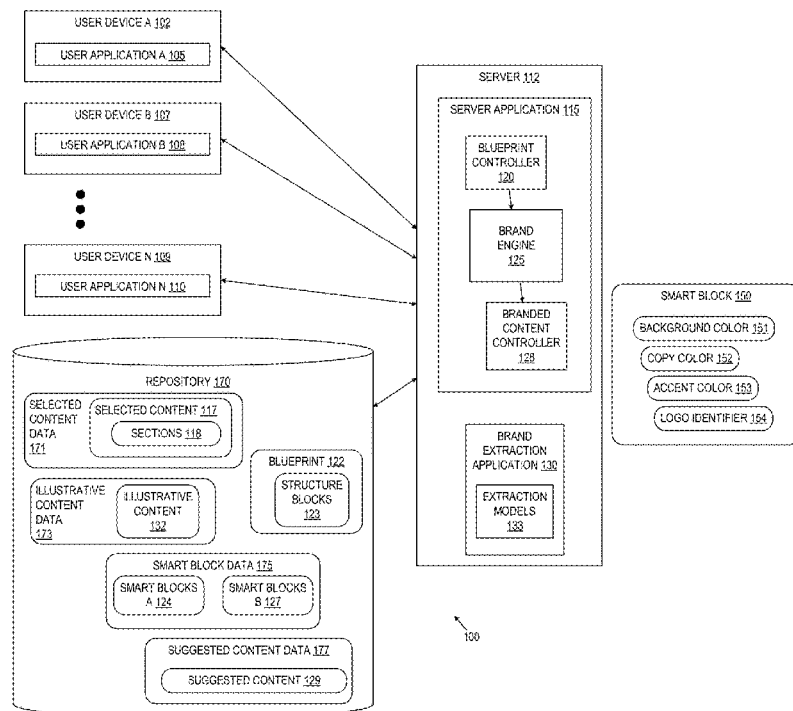 USER DEVICE A 102
USER APPLICATION A 105
USER DEVICE B 107
USER APPLICATION B 108
USER DEVICE N 109
USER APPLICATION N 110
SERVER 112
SERVER APPLICATION 115
BLUEPRINT
CONTROLLER
120
BRAND
ENGINE
125
BRANDED
CONTENT
CONTROLLER
128
BRAND
EXTRACTION
APPLICATION 130
EXTRACTION
MODELS
133
SMART BLOCK 150
BACKGROUND COLOR 151
COPY COLOR 152
ACCENT COLOR 153
LOGO IDENTIFIER 154
REPOSITORY 170
SELECTED
CONTENT
DATA
171
SELECTED CONTENT 117
SECTIONS 118
BLUEPRINT 122
STRUCTURE
BLOCKS
123
ILLUSTRATIVE
CONTENT
DATA
173
ILLUSTRATIVE
CONTENT
132
SMART BLOCK DATA 175
SMART BLOCKS
A 124
SMART BLOCKS
B 127
SUGGESTED CONTENT DATA 177
SUGGESTED CONTENT 129
100